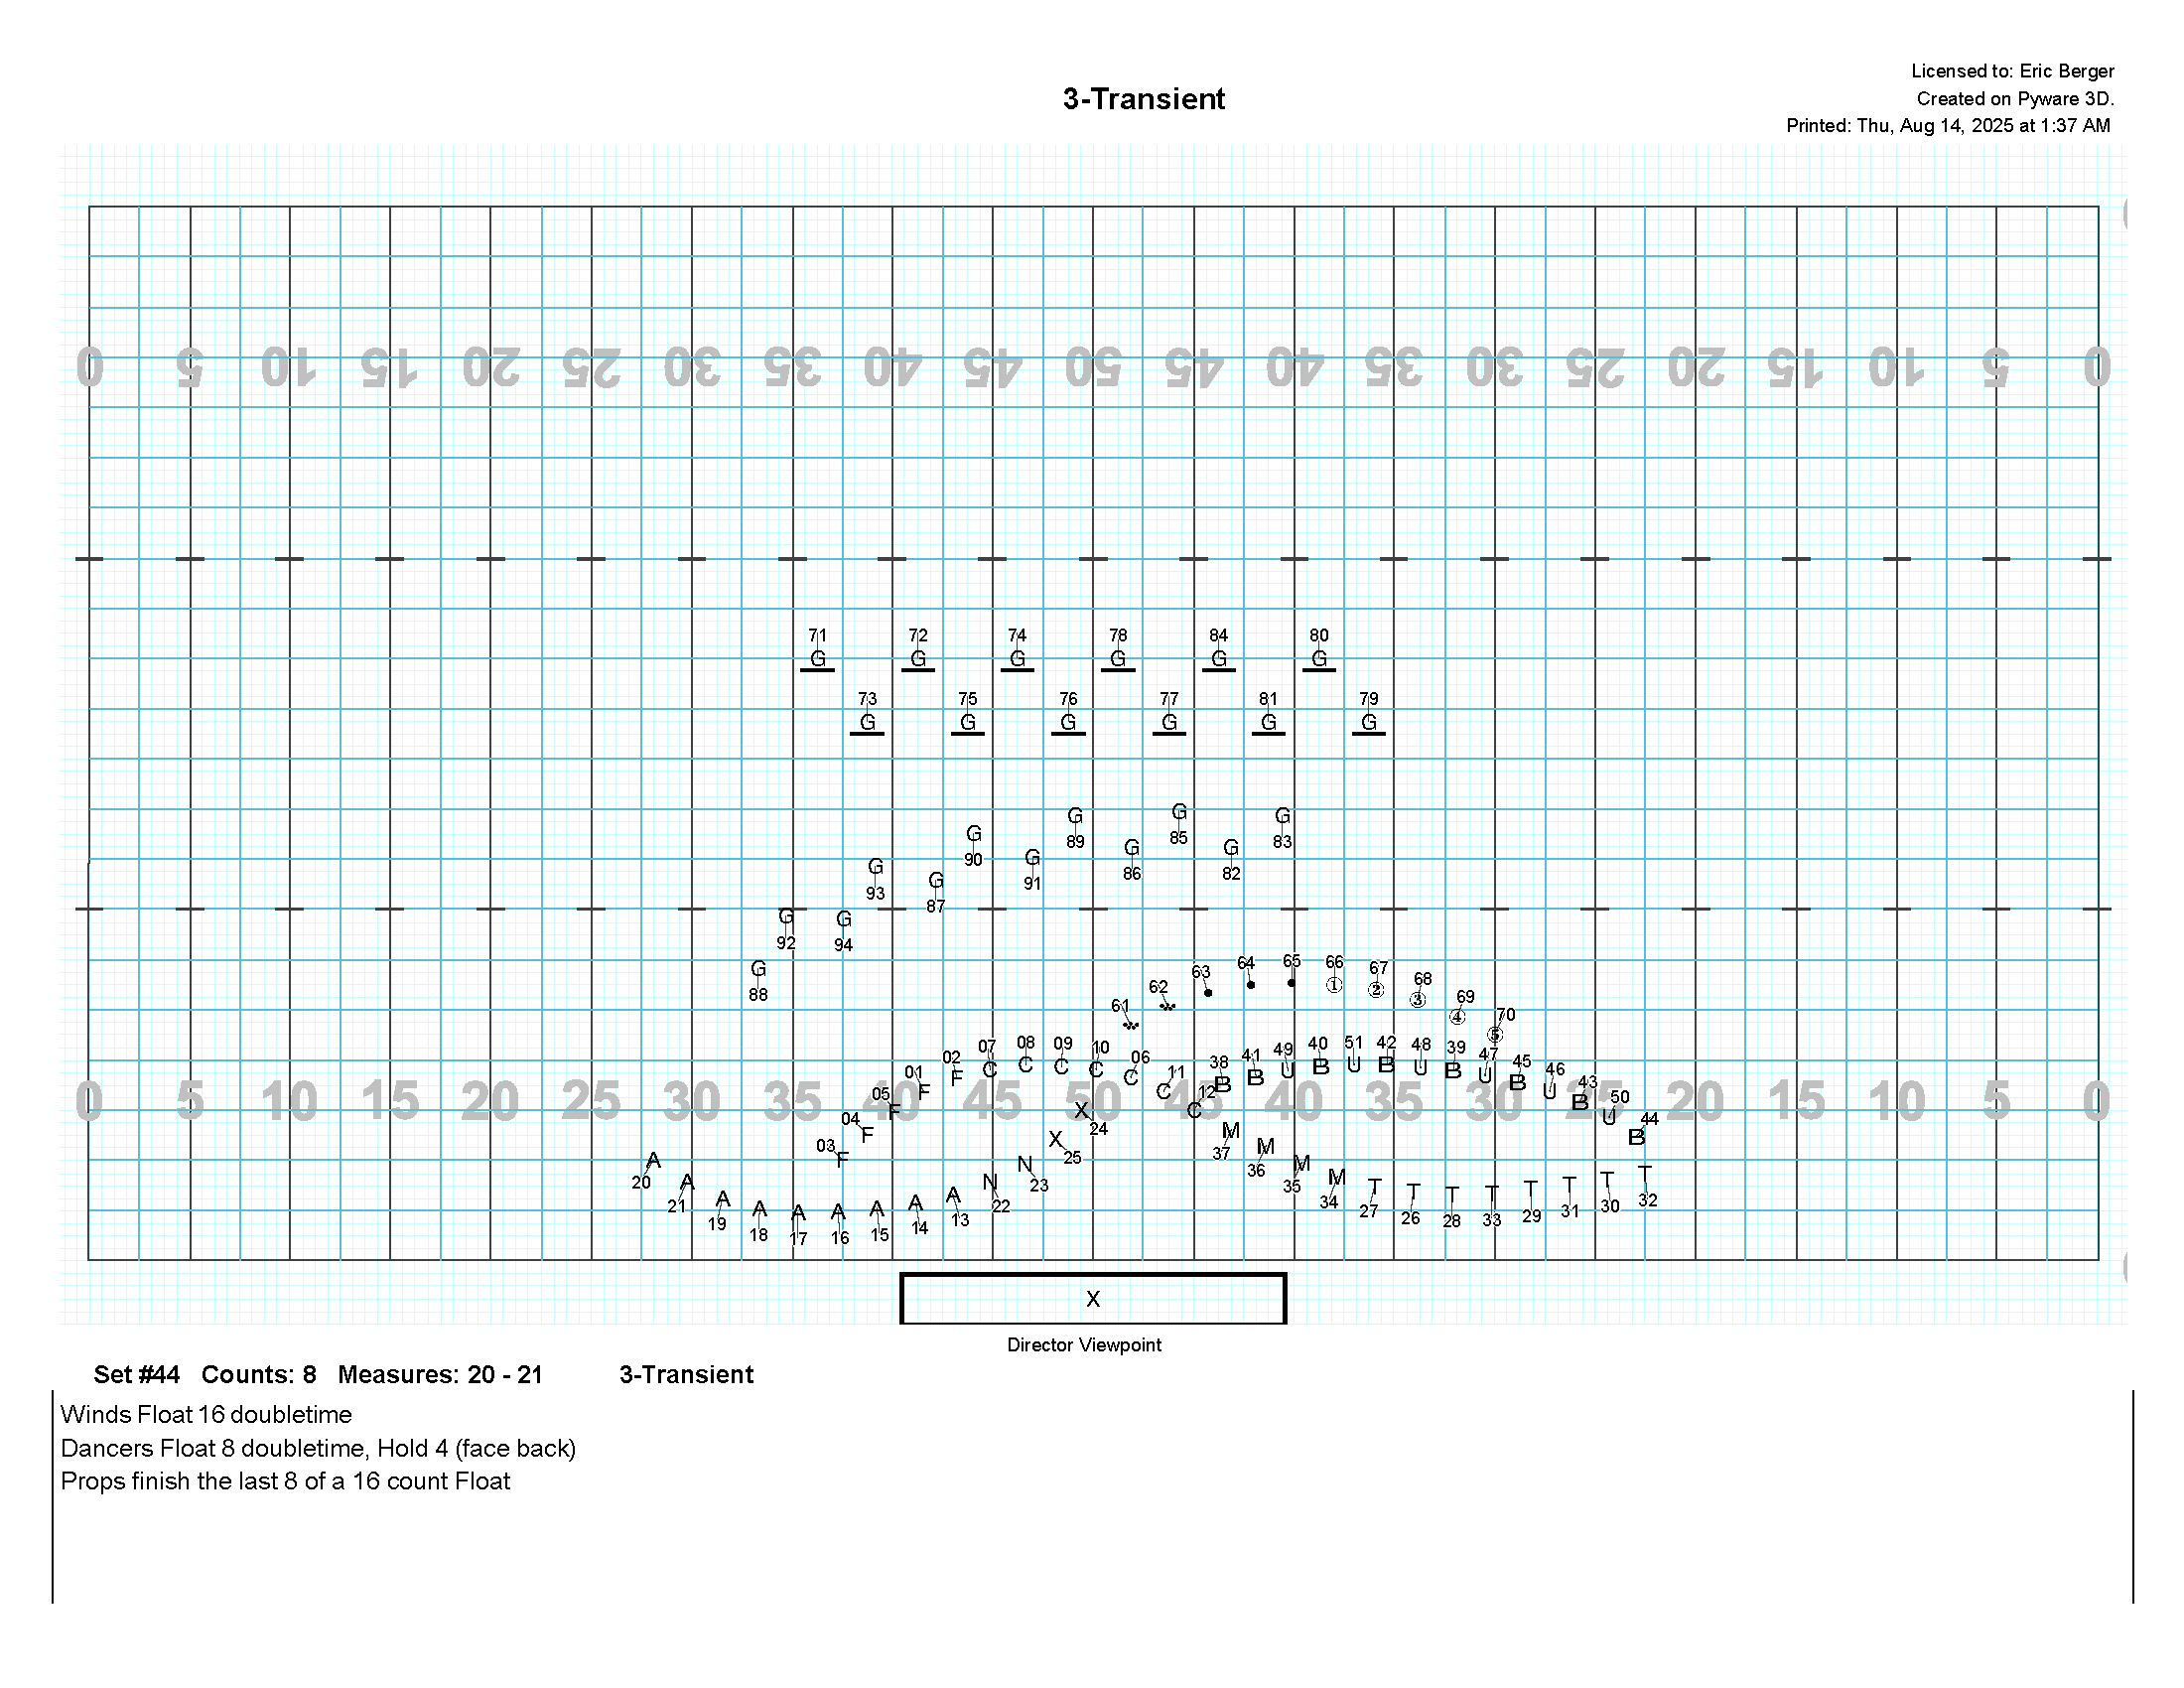 Licensed to: Eric Berger
3-Transient
Created on Pyware 3D.
Printed: Thu, Aug 14, 2025 at 1:37 AM
0 5 10 15 20 25 30 35 40 45 50 45 40 35 30 25 20 15 10 5 0
71 72 74 78 84 80
G G G G G G
73 75 76 77 81 79
G G G G G G
G G G G
89 85 83
G G G G
90 86 82
G G
93 91
87
G G
92 94
G
88
61 62 63 64 65 66 67 68 69 70
① ② ③ ④ ⑤
03 04 05 01 02 07 08 09 10 06 11 12 38 41 49 40 51 42 48 39 47 45 46 43 50 44
F F F F F C C C C C C C B B U B U B U B U B U B U B
0 5 10 15 20 25 30 35 40 45 50 45 40 35 30 25 20 15 10 5 0
A A A A A A A A A N N X X M M M M T T T T T T T T
20 21 19 18 17 16 15 14 13 22 23 25 24 37 36 35 34 27 26 28 33 29 31 30 32
X
Director Viewpoint
Set #44 Counts: 8 Measures: 20 - 21 3-Transient
Winds Float 16 doubletime
Dancers Float 8 doubletime, Hold 4 (face back)
Props finish the last 8 of a 16 count Float